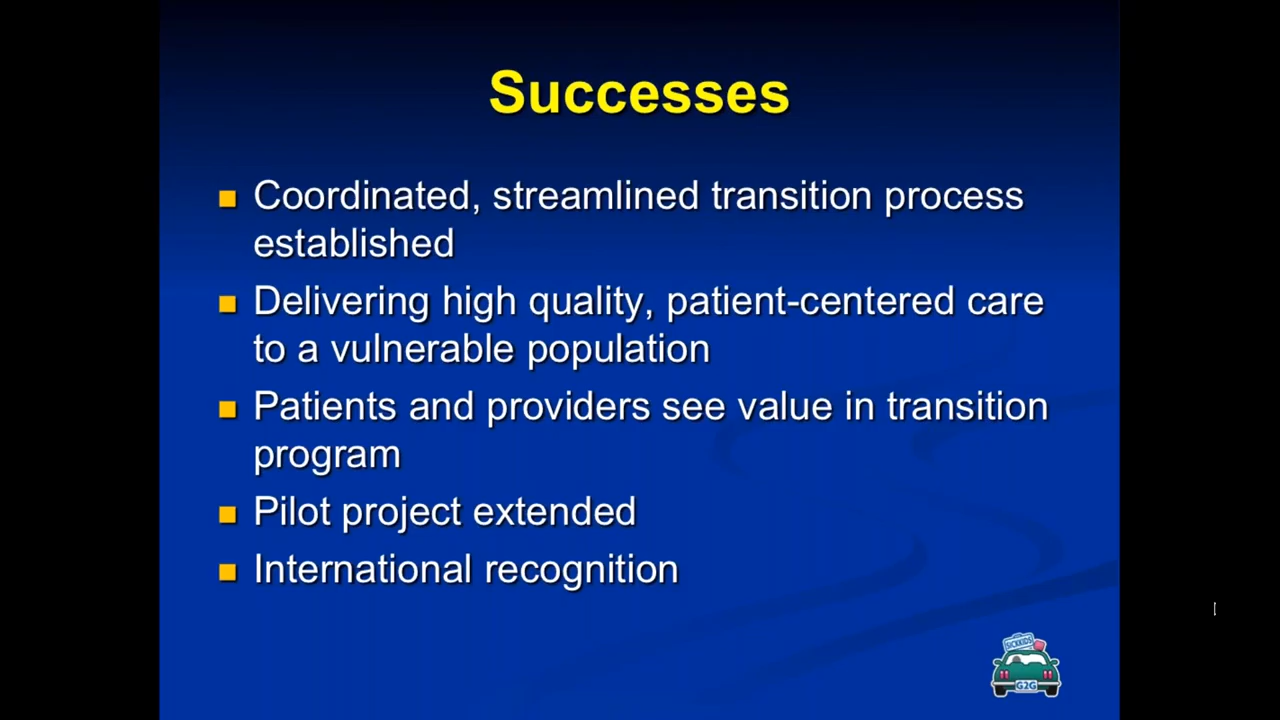 Successes
Coordinated, streamlined transition process
established
Delivering high quality, patient-centered care
to a vulnerable population
Patients and providers see value in transition
program
Pilot project extended
International recognition
SICKKIDS
G2G